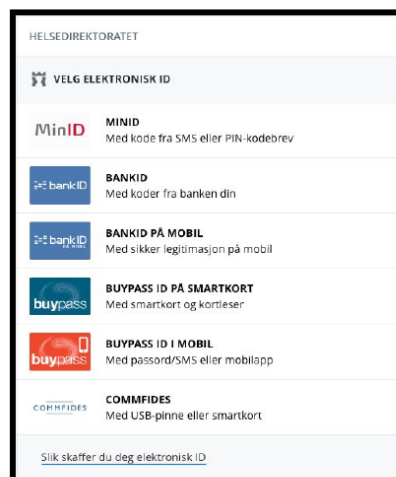 HELSEDIREKTORATET
VELG ELEKTRONISK ID
MinID
MINID
Med kode fra SMS eller PIN-kodebrev
bankID
BANKID
Med koder fra banken din
bankID
PÅ MOBIL
BANKID PÅ MOBIL
Med sikker legitimasjon på mobil
buypass
BUYPASS ID PÅ SMARTKORT
Med smartkort og kortleser
buypass
BUYPASS ID I MOBIL
Med passord/SMS eller mobilapp
COMMFIDES
COMMFIDES
Med USB-pinne eller smartkort
Slik skaffer du deg elektronisk ID